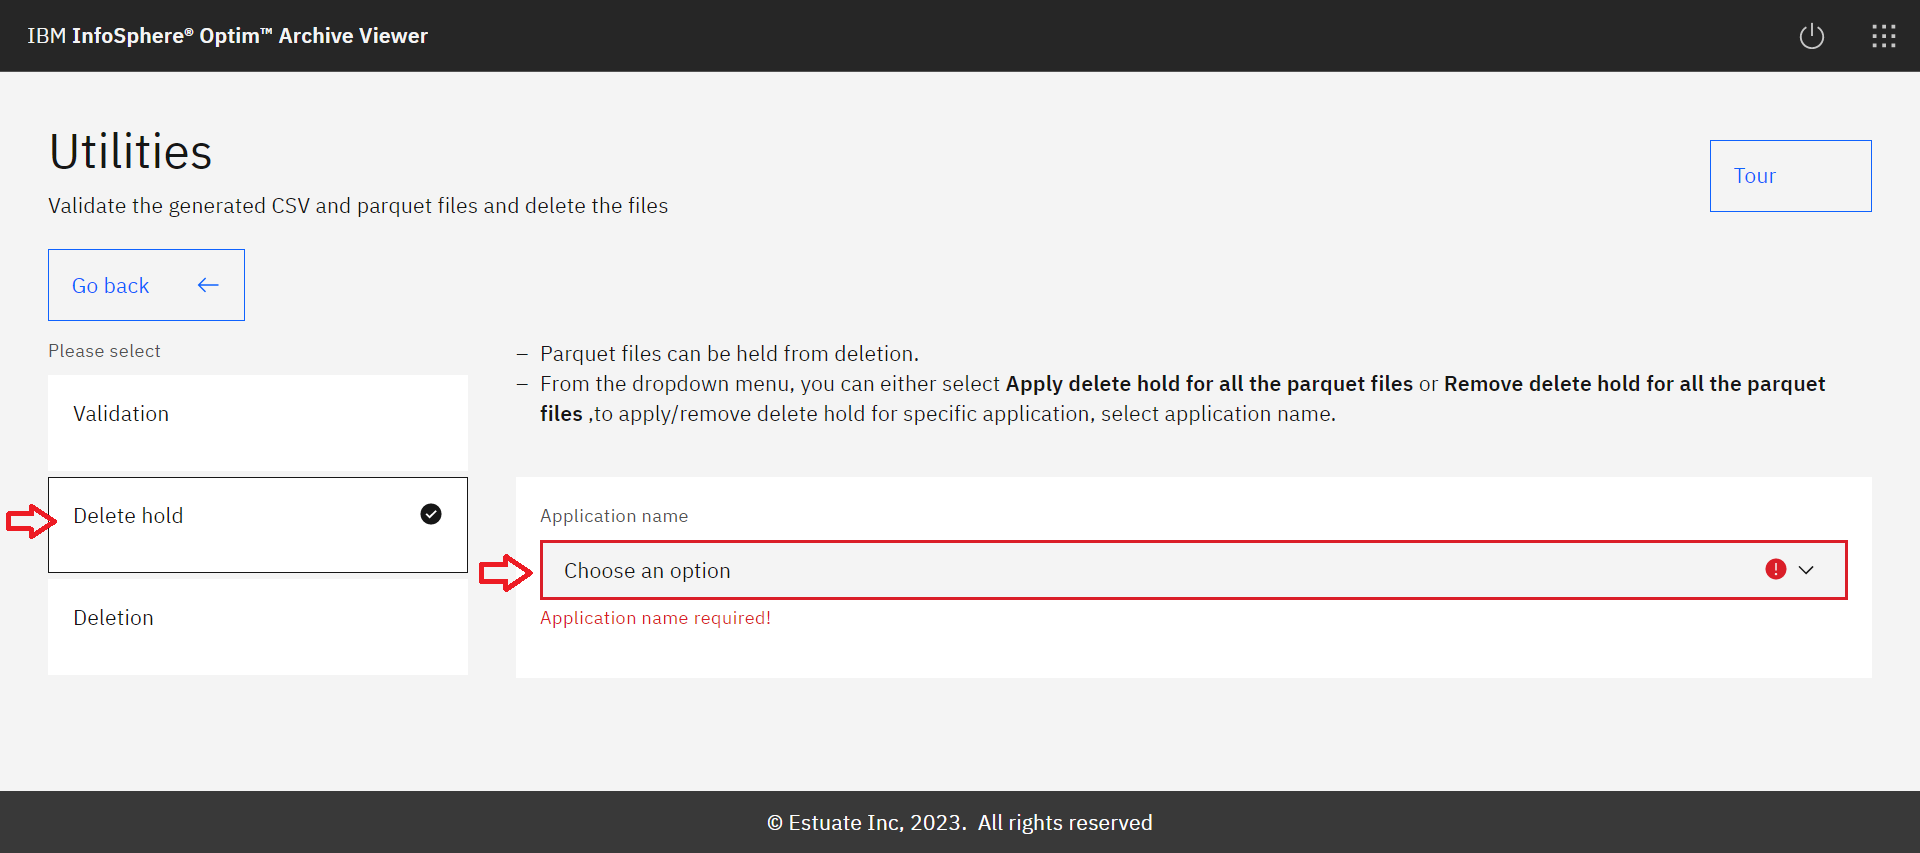 IBM InfoSphere® Optim™ Archive Viewer
Utilities
Validate the generated CSV and parquet files and delete the files
Tour
Go back
Please select
Validation
Delete hold
Deletion
– Parquet files can be held from deletion.
– From the dropdown menu, you can either select Apply delete hold for all the parquet files or Remove delete hold for all the parquet
files ,to apply/remove delete hold for specific application, select application name.
Application name
Choose an option
Application name required!
© Estuate Inc, 2023. All rights reserved